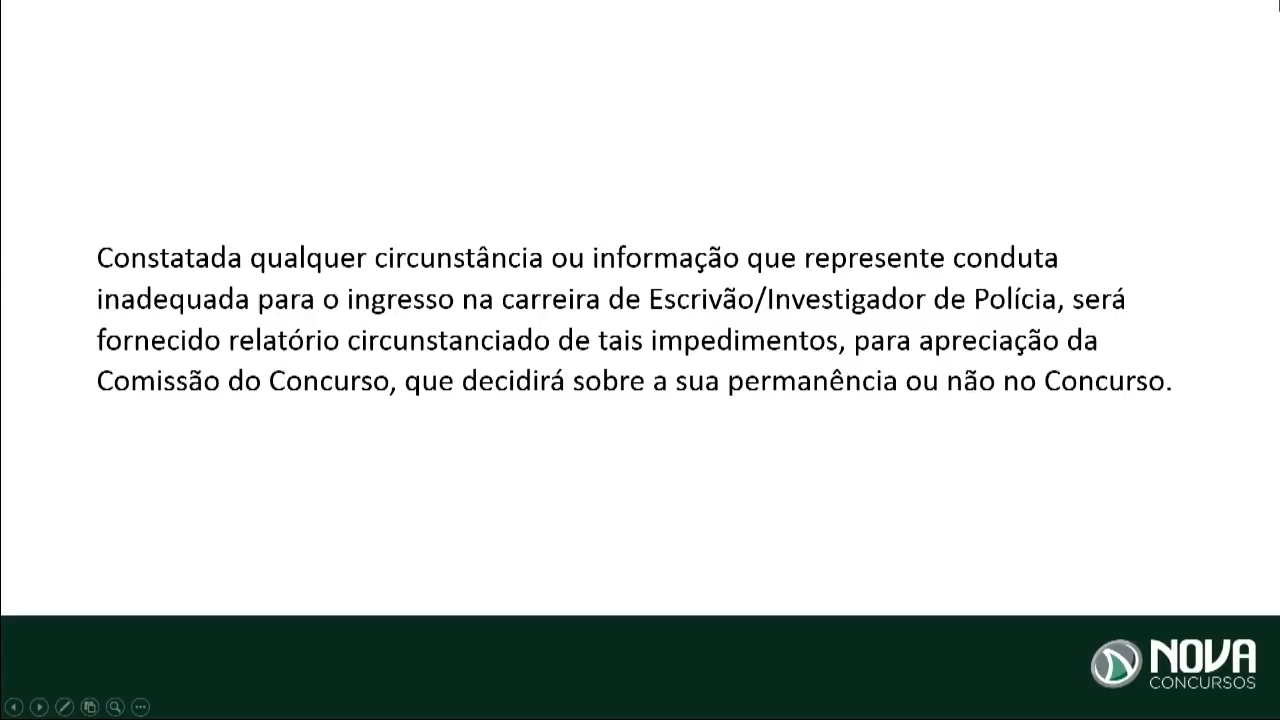 Constatada qualquer circunstância ou informação que represente conduta
inadequada para o ingresso na carreira de Escrivão/Investigador de Polícia, será
fornecido relatório circunstanciado de tais impedimentos, para apreciação da
Comissão do Concurso, que decidirá sobre a sua permanência ou não no Concurso.
NOVA
CONCURSOS